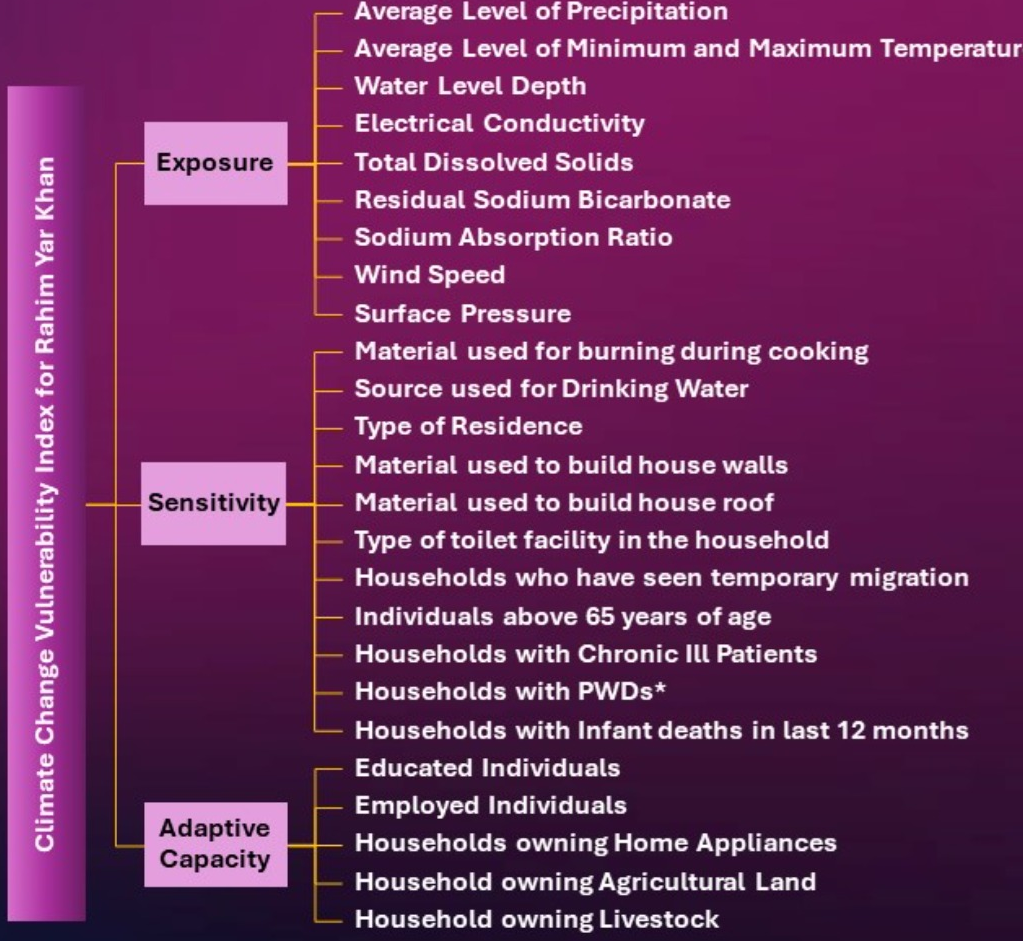 Climate Change Vulnerability Index for Rahim Yar Khan
Exposure
Average Level of Precipitation
Average Level of Minimum and Maximum Temperatur
Water Level Depth
Electrical Conductivity
Total Dissolved Solids
Residual Sodium Bicarbonate
Sodium Absorption Ratio
Wind Speed
Surface Pressure
Sensitivity
Material used for burning during cooking
Source used for Drinking Water
Type of Residence
Material used to build house walls
Material used to build house roof
Type of toilet facility in the household
Households who have seen temporary migration
Individuals above 65 years of age
Households with Chronic Ill Patients
Households with PWDs*
Households with Infant deaths in last 12 months
Adaptive
Capacity
Educated Individuals
Employed Individuals
Households owning Home Appliances
Household owning Agricultural Land
Household owning Livestock